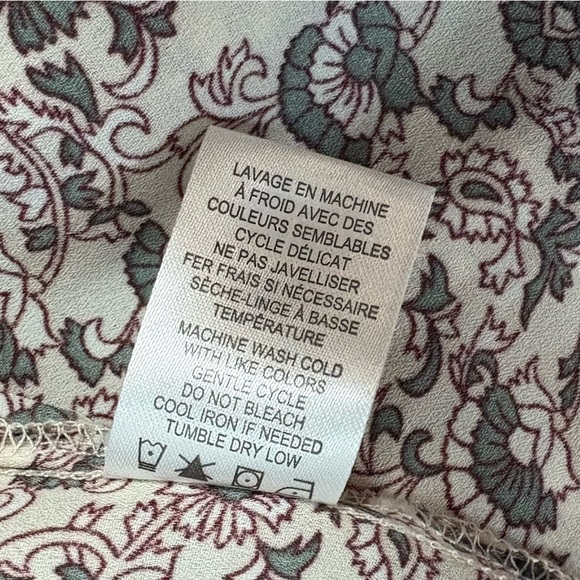 LAVAGE EN MACHINE
À FROID AVEC DES
COULEURS SEMBLABLES
CYCLE DÉLICAT
NE PAS JAVELLISER
FER FRAIS SI NÉCESSAIRE
SÈCHE-LINGE À BASSE
TEMPÉRATURE
MACHINE WASH COLD
WITH LIKE COLORS
GENTLE CYCLE
DO NOT BLEACH
COOL IRON IF NEEDED
TUMBLE DRY LOW